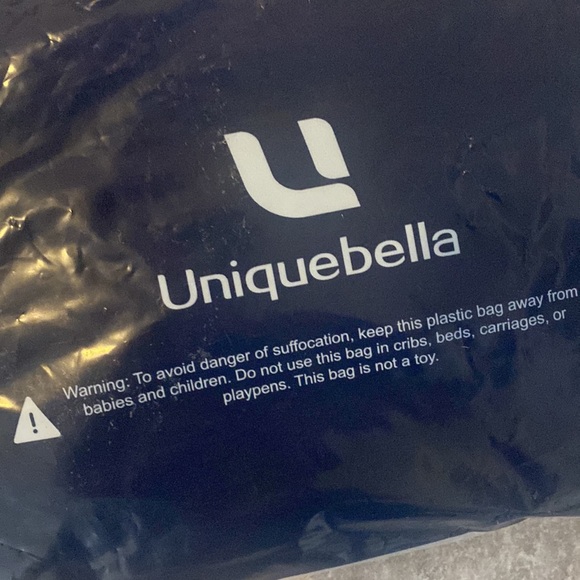 Uniquebella
Warning: To avoid danger of suffocation, keep this plastic bag away from
babies and children. Do not use this bag in cribs, beds, carriages, or
playpens. This bag is not a toy.